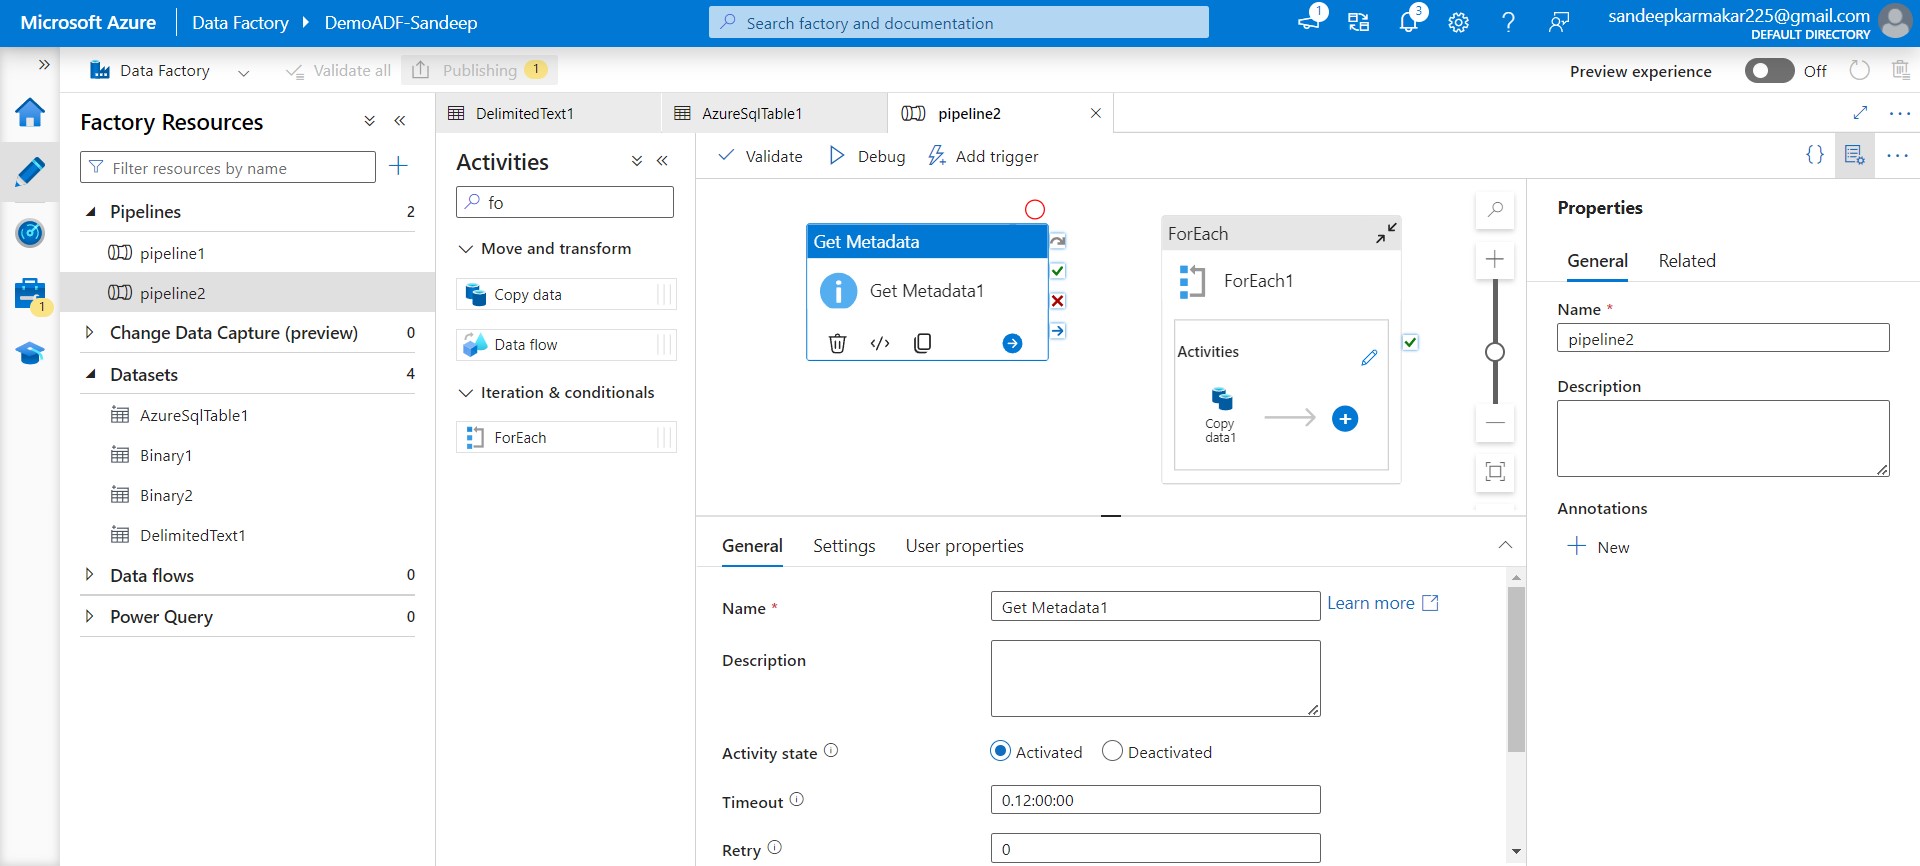 Microsoft Azure
Data Factory
DemoADF-Sandeep
Search factory and documentation
1
3
sandeepkarmakar225@gmail.com
DEFAULT DIRECTORY
Data Factory
Validate all
Publishing
1
Preview experience
Off
1
Factory Resources
Filter resources by name
Pipelines
2
pipeline1
pipeline2
Change Data Capture (preview)
0
Datasets
4
AzureSqlTable1
Binary1
Binary2
DelimitedText1
Data flows
0
Power Query
0
DelimitedText1
AzureSqlTable1
pipeline2
Activities
fo
Move and transform
Copy data
Data flow
Iteration & conditionals
ForEach
Validate
Debug
Add trigger
{}
Get Metadata
Get Metadata1
ForEach
ForEach1
Activities
Copy
data1
General
Settings
User properties
Name *
Get Metadata1
Learn more
Description
Activity state
Activated
Deactivated
Timeout
0.12:00:00
Retry
0
Properties
General
Related
Name *
pipeline2
Description
Annotations
New